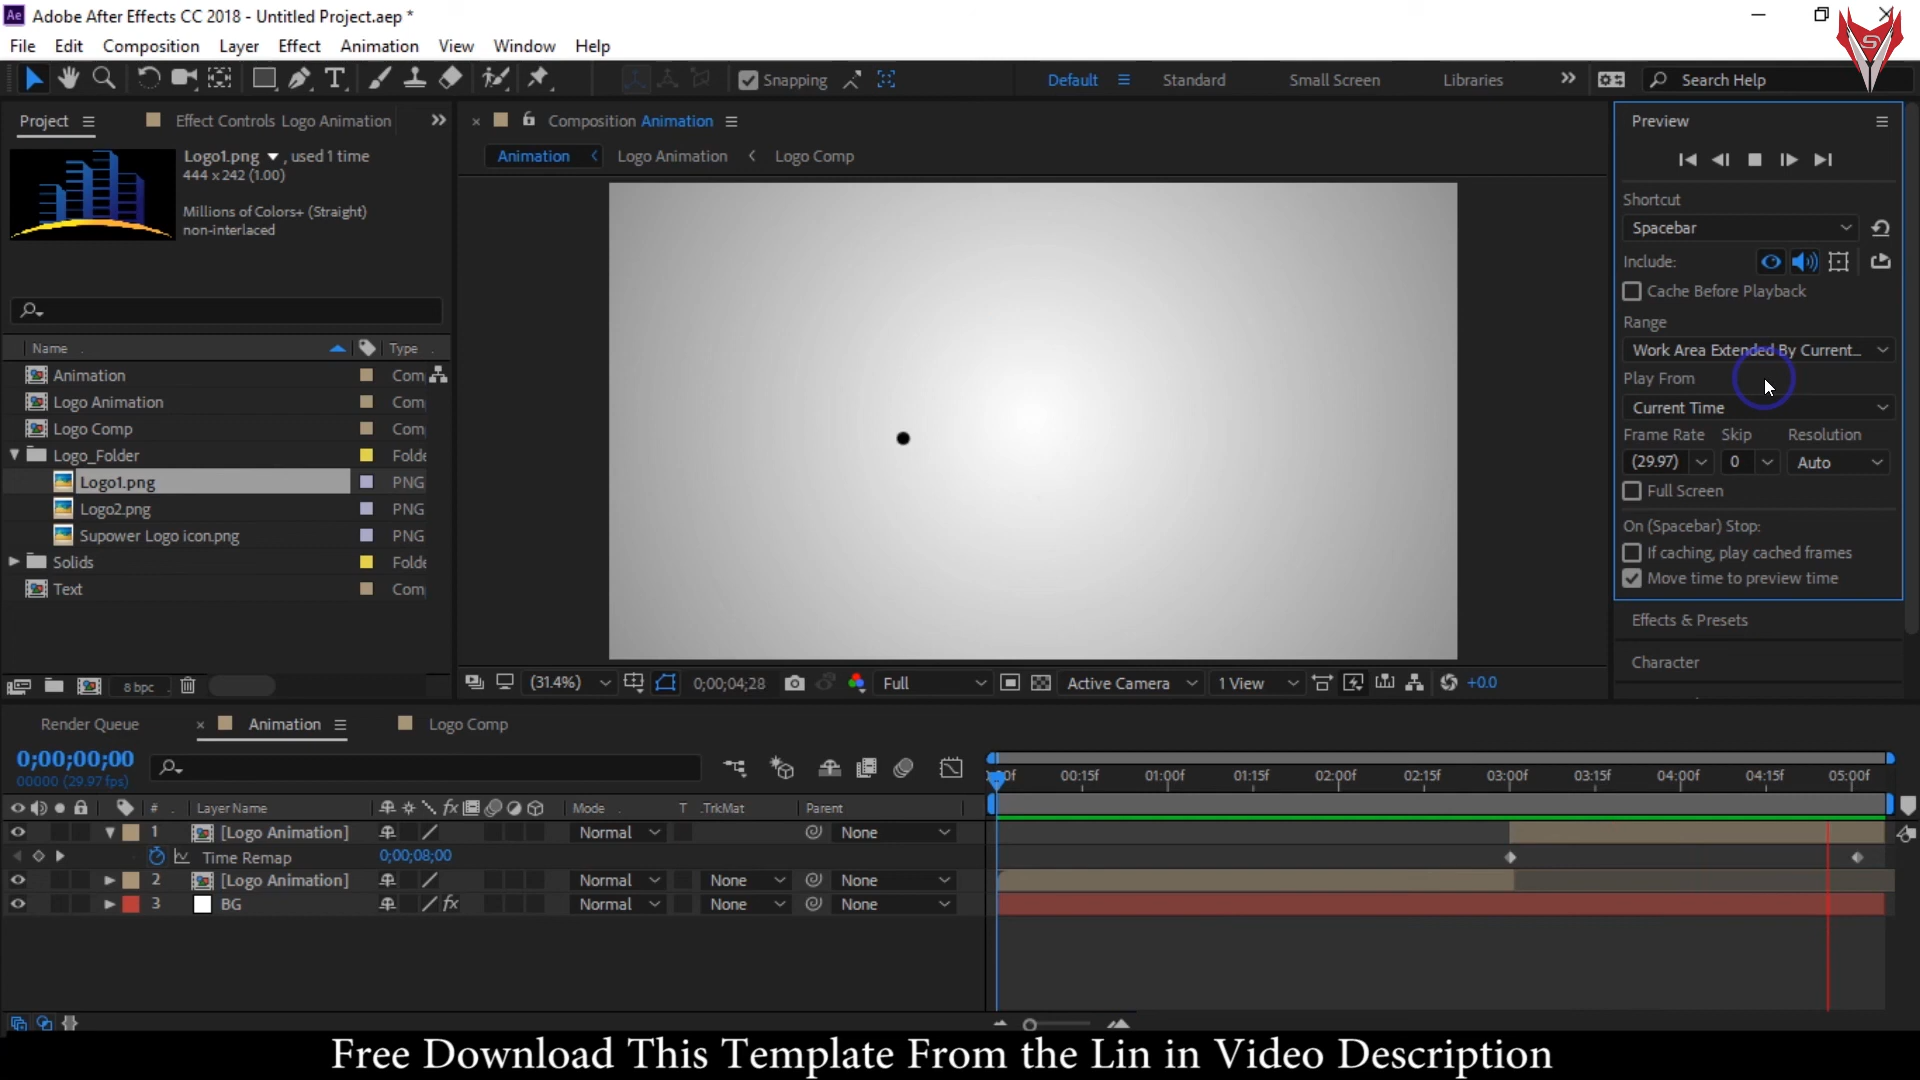 Adobe After Effects CC 2018 - Untitled Project.aep *
File Edit Composition Layer Effect Animation View Window Help
Snapping Default Standard Small Screen Libraries Search Help
Project Effect Controls Logo Animation
Logo1.png , used 1 time
444 x 242 (1.00)
Millions of Colors+ (Straight)
non-interlaced
Name Type
Animation Com
Logo Animation Com
Logo Comp Com
Logo_Folder Folde
Logo1.png PNG
Logo2.png PNG
Supower Logo icon.png PNG
Solids Folde
Text Com
8 bpc
Composition Animation
Animation Logo Animation Logo Comp
(31.4%) 0;00;04;28 Full Active Camera 1 View +0.0
Preview
Shortcut
Spacebar
Include:
Cache Before Playback
Range
Work Area Extended By Current...
Play From
Current Time
Frame Rate Skip Resolution
(29.97) 0 Auto
Full Screen
On (Spacebar) Stop:
If caching, play cached frames
Move time to preview time
Effects & Presets
Character
Render Queue Animation Logo Comp
0;00;00;00
00000 (29.97 fps)
00:15f 01:00f 01:15f 02:00f 02:15f 03:00f 03:15f 04:00f 04:15f 05:00f
# Layer Name Mode T .TrkMat Parent
1 [Logo Animation] Normal None
Time Remap 0;00;08;00
2 [Logo Animation] Normal None None
3 BG Normal None None
Free Download This Template From the Lin in Video Description